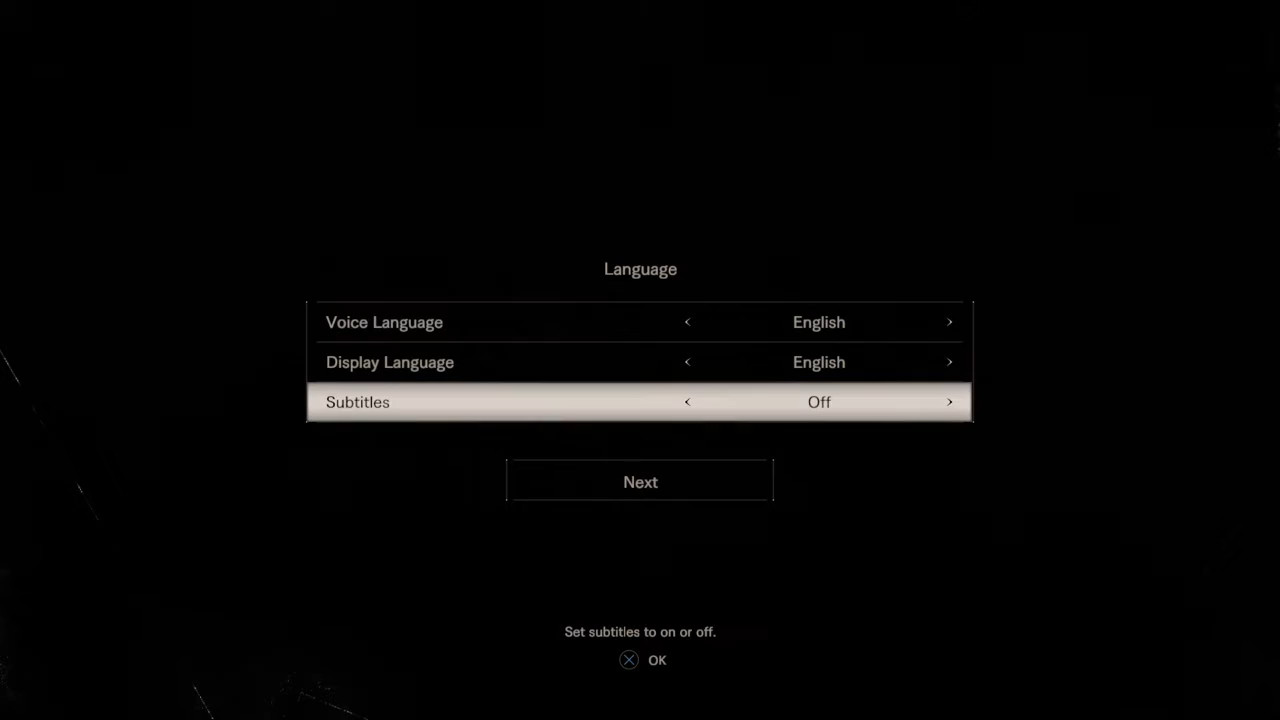 Language
Voice Language < English >
Display Language < English >
Subtitles < Off >
Next
Set subtitles to on or off.
OK